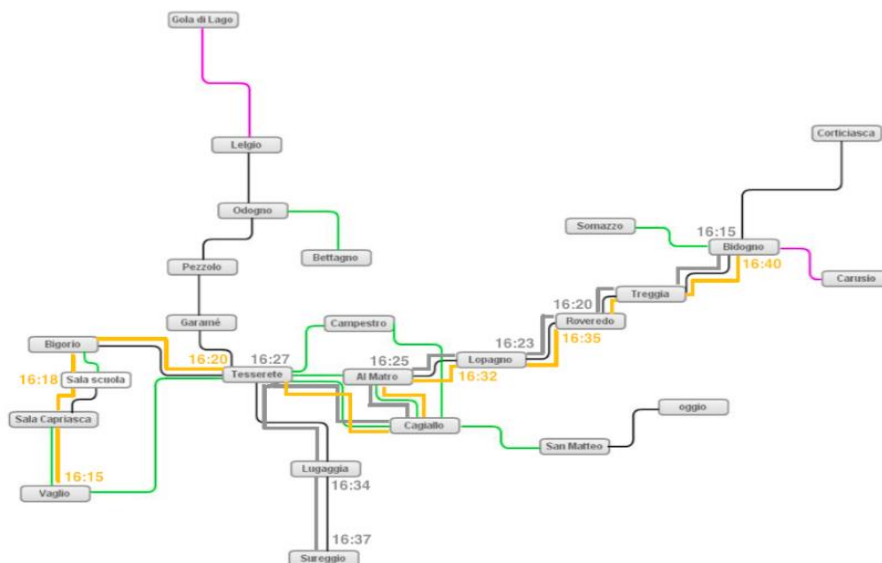 Gola di Lago
Corticiasca
Lelgio
Odogno
Somazzo
16:15
Bidogno
Bettagno
Pezzolo
16:40
Carusio
Treggia
16:20
Garamé
Campestro
Roveredo
16:23
16:35
Bigorio
16:20
16:27
16:25
Lopagno
Tesserete
Al Matro
16:32
16:18
Sala scuola
oggio
Sala Capriasca
Cagiallo
San Matteo
Lugaggia
16:15
16:34
Vaglio
16:37
Sureggio